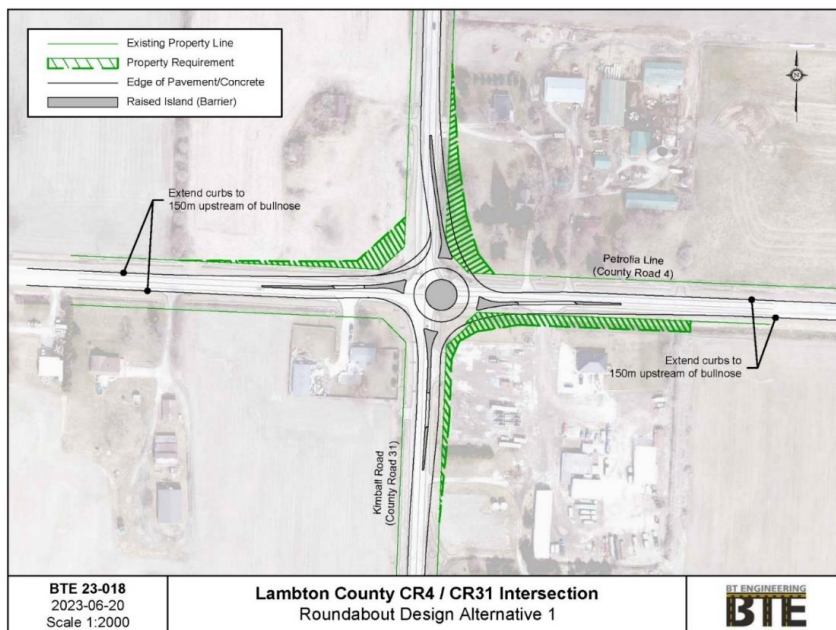 Existing Property Line
Property Requirement
Edge of Pavement/Concrete
Raised Island (Barrier)
N
Extend curbs to
150m upstream of bullnose
Petrolia Line
(County Road 4)
Extend curbs to
150m upstream of bullnose
Kimball Road
(County Road 31)
BTE 23-018
2023-06-20
Scale 1:2000
Lambton County CR4 / CR31 Intersection
Roundabout Design Alternative 1
BT ENGINEERING
BTE